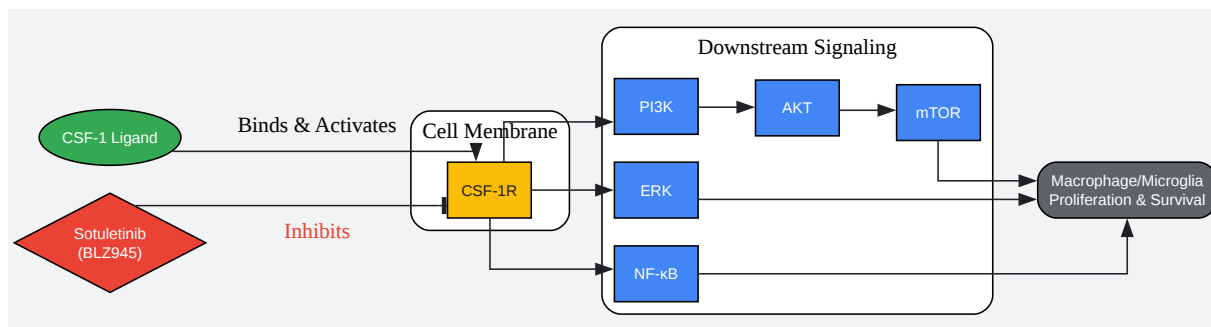 Downstream Signaling
PI3K
AKT
mTOR
Binds & Activates
Cell Membrane
CSF-1 Ligand
CSF-1R
ERK
Macrophage/Microglia
Proliferation & Survival
Inhibits
Sotuletinib
(BLZ945)
NF-κB